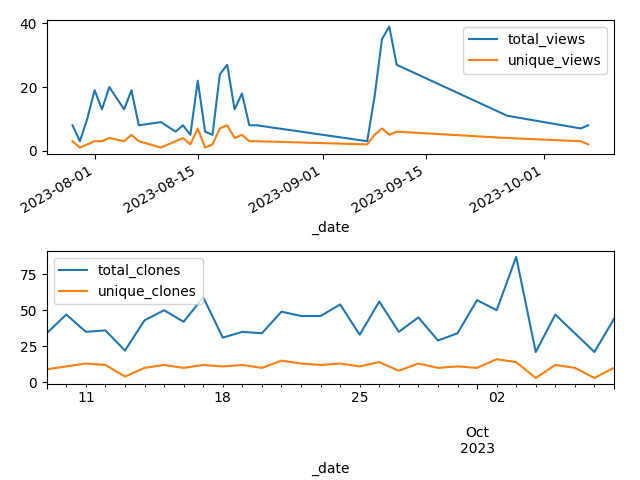 40
20
0
total_views
unique_views
2023-08-01
2023-08-15
2023-09-01
2023-09-15
2023-10-01
_date
75
50
25
0
total_clones
unique_clones
11
18
25
02
Oct
2023
_date